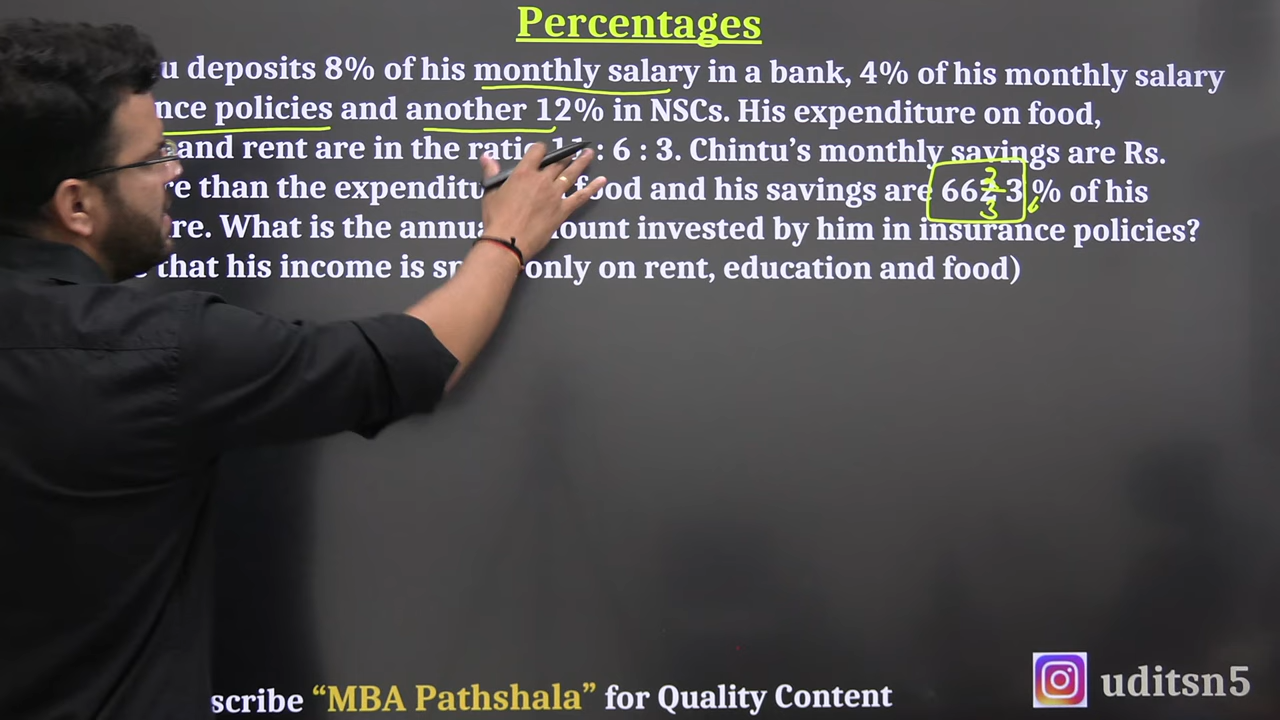 Percentages
u deposits 8% of his monthly salary in a bank, 4% of his monthly salary
nce policies and another 12% in NSCs. His expenditure on food,
and rent are in the ratio 11 : 6 : 3. Chintu's monthly savings are Rs.
re than the expenditu food and his savings are 66 2 3 % of his
re. What is the annua ount invested by him in insurance policies?
that his income is sp only on rent, education and food)
scribe "MBA Pathshala" for Quality Content
uditsn5